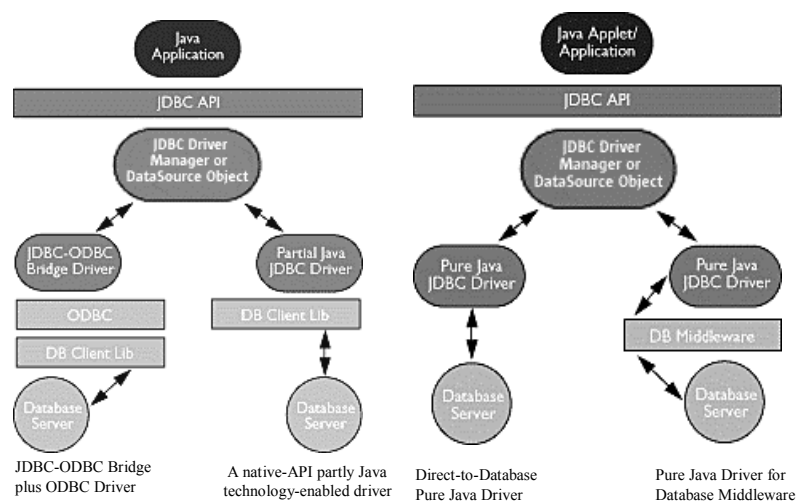 Java
Application
JDBC API
JDBC Driver
Manager or
DataSource Object
JDBC-ODBC
Bridge Driver
Partial Java
JDBC Driver
ODBC
DB Client Lib
DB Client Lib
Database
Server
Database
Server
JDBC-ODBC Bridge
plus ODBC Driver
A native-API partly Java
technology-enabled driver
Java Applet/
Application
JDBC API
JDBC Driver
Manager or
DataSource Object
Pure Java
JDBC Driver
Pure Java
JDBC Driver
DB Middleware
Database
Server
Database
Server
Direct-to-Database
Pure Java Driver
Pure Java Driver for
Database Middleware